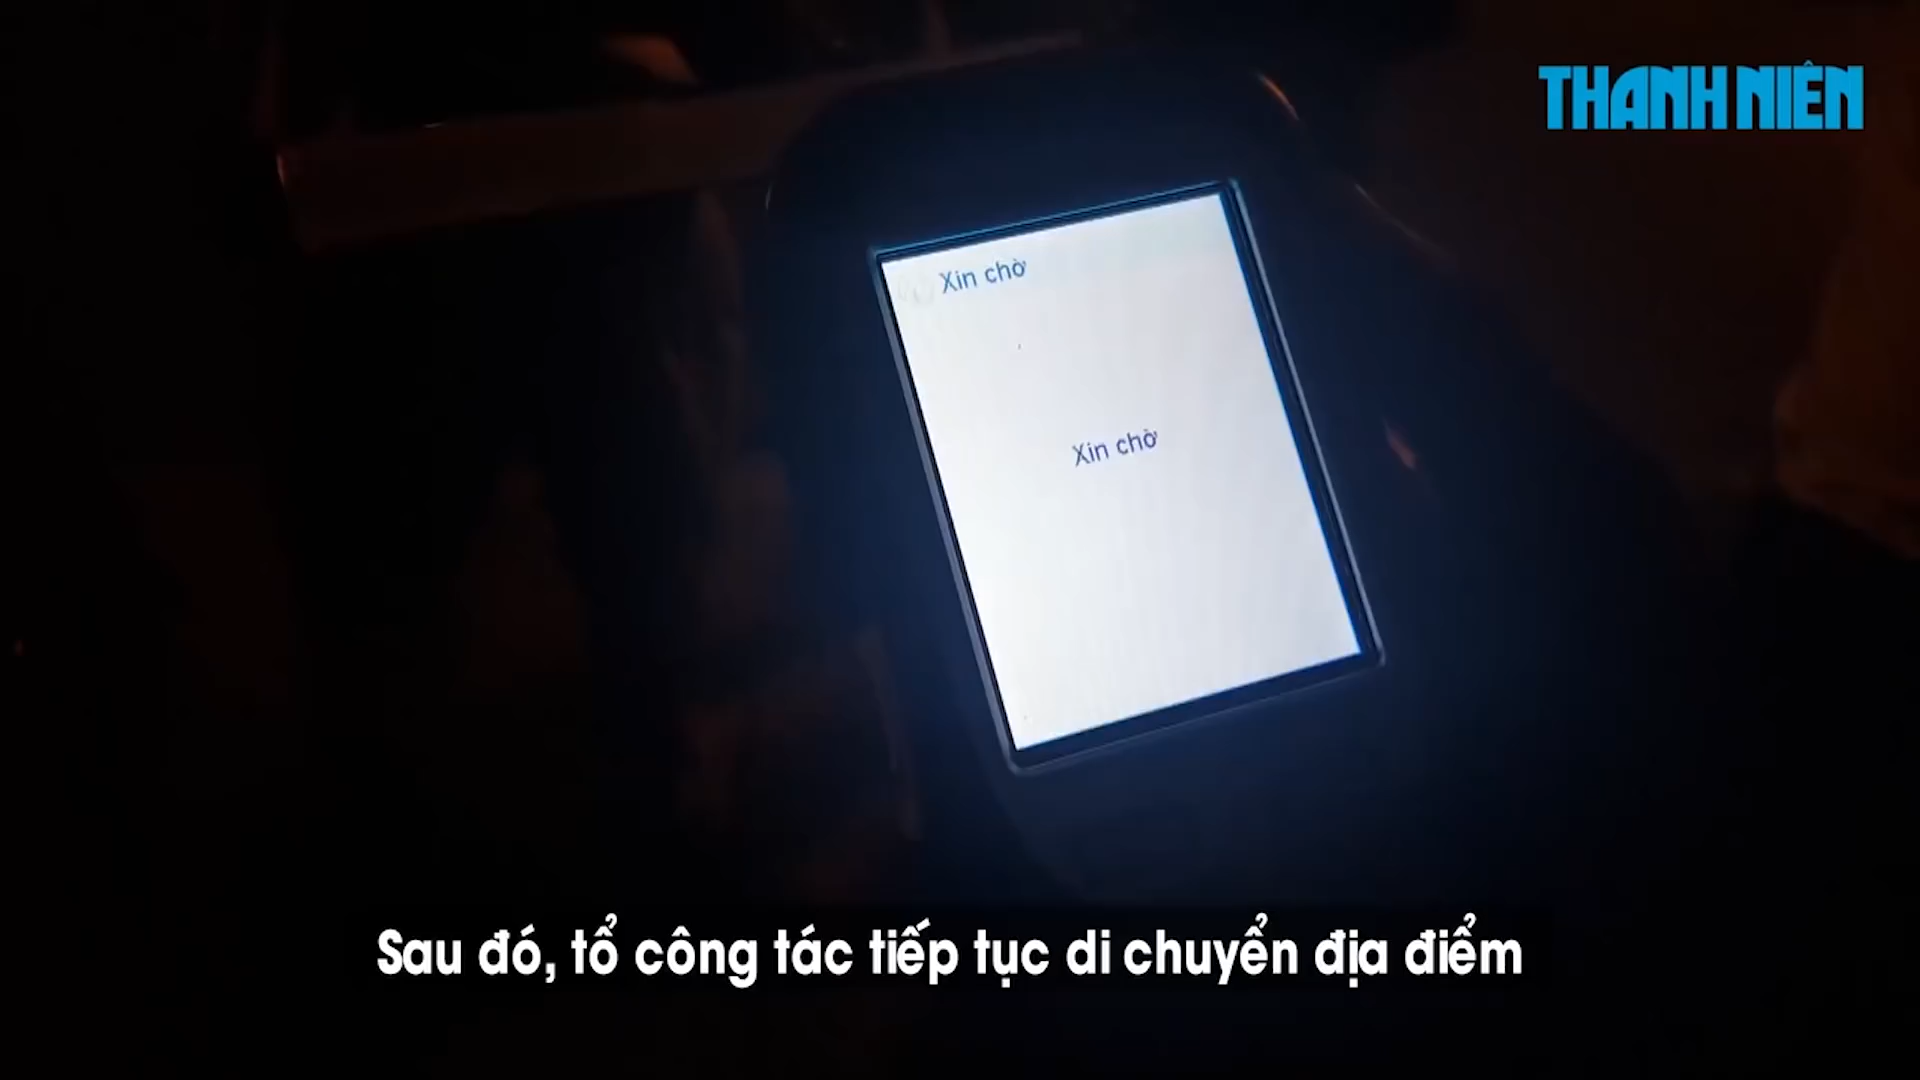 THANH NIÊN
Xin chờ
Xin chờ
Sau đó, tổ công tác tiếp tục di chuyển địa điểm